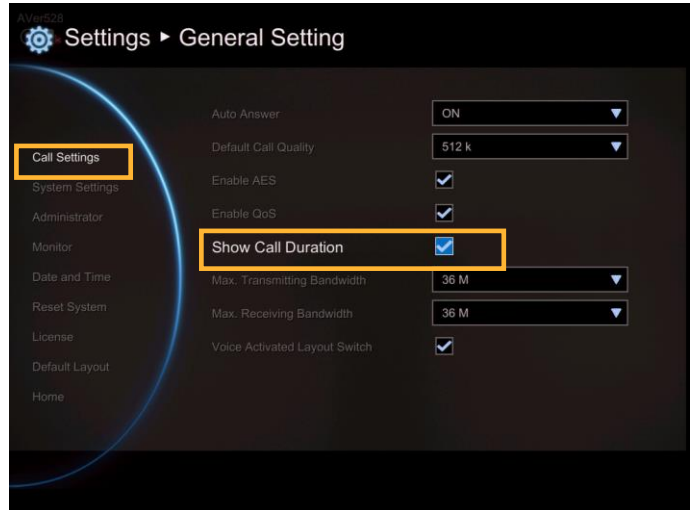 AVer528
Settings ► General Setting
Call Settings
System Settings
Administrator
Monitor
Date and Time
Reset System
License
Default Layout
Home
Auto Answer ON
Default Call Quality 512 k
Enable AES
Enable QoS
Show Call Duration
Max. Transmitting Bandwidth 36 M
Max. Receiving Bandwidth 36 M
Voice Activated Layout Switch